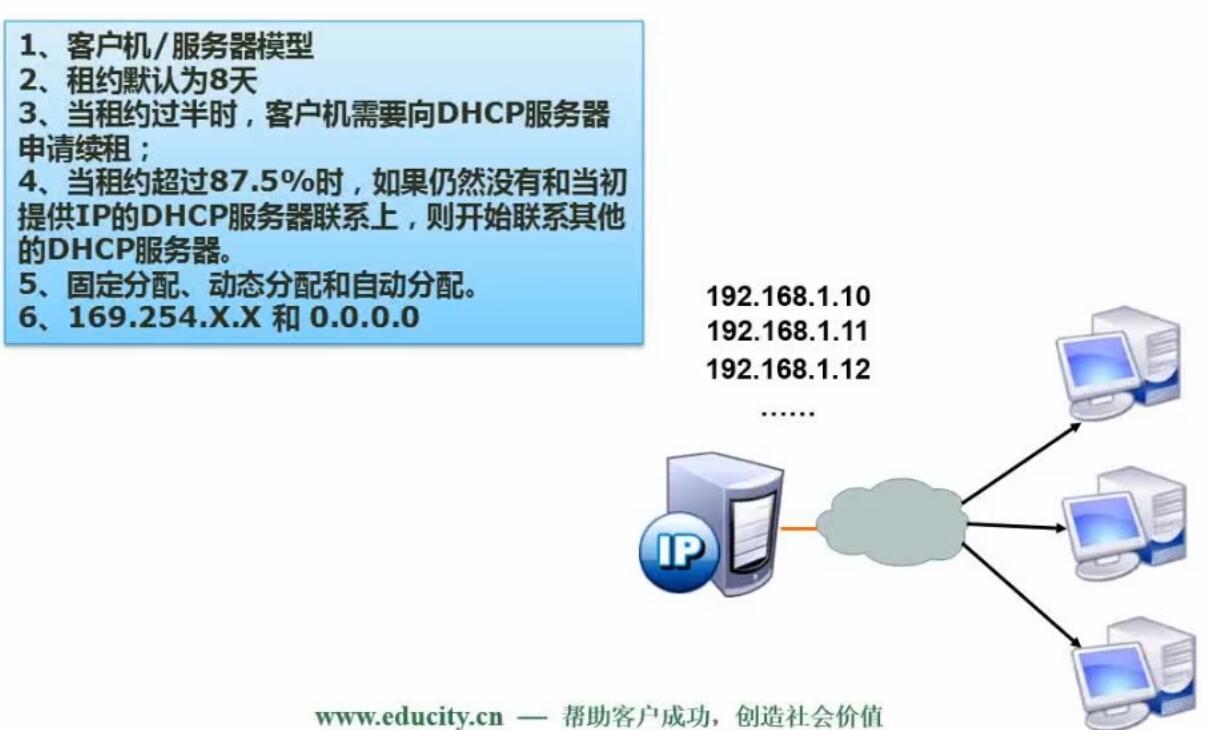 1、客户机/服务器模型
2、租约默认为8天
3、当租约过半时，客户机需要向DHCP服务器
申请续租；
4、当租约超过87.5%时，如果仍然没有和当初
提供IP的DHCP服务器联系上，则开始联系其他
的DHCP服务器。
5、固定分配、动态分配和自动分配。
6、169.254.X.X 和 0.0.0.0
192.168.1.10
192.168.1.11
192.168.1.12
……
IP
www.educity.cn — 帮助客户成功，创造社会价值